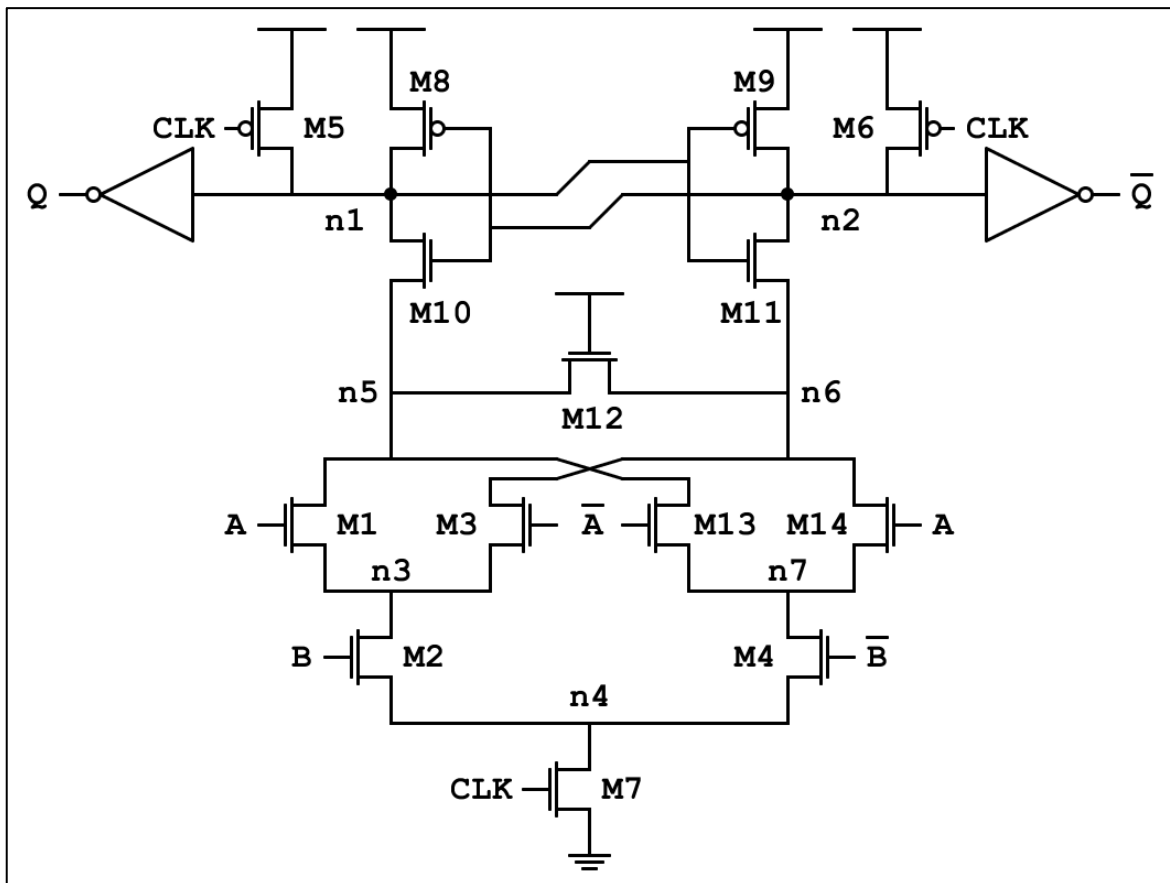 M8 M9
CLK M5 M6 CLK
Q n1 n2 Q̅
M10 M11
n5 M12 n6
A M1 M3 A̅ M13 M14 A
n3 n7
B M2 M4 B̅
n4
CLK M7